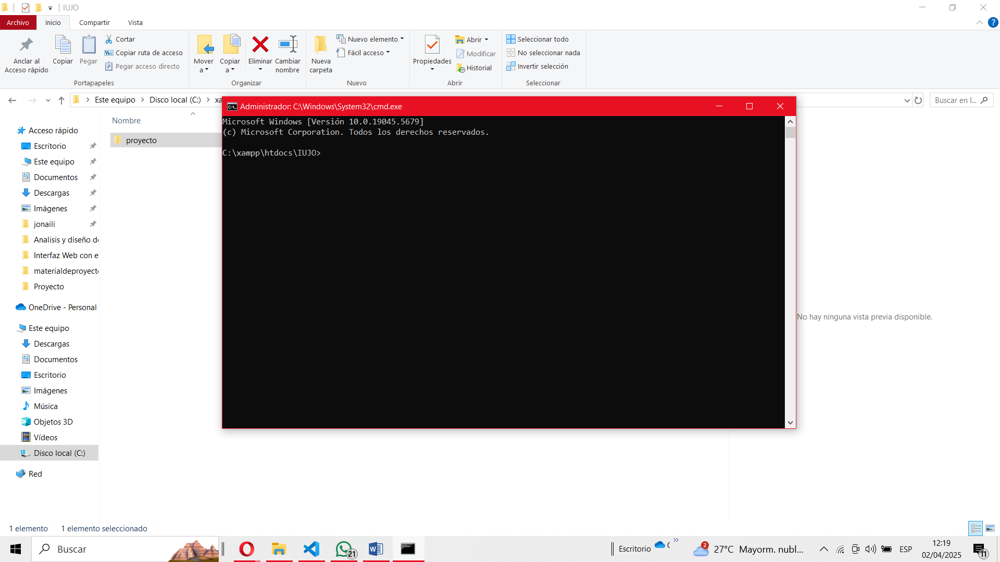 IUJO
Archivo
Inicio
Compartir
Vista
Anclar al
Acceso rápido
Copiar
Pegar
Cortar
Copiar ruta de acceso
Pegar acceso directo
Portapapeles
Mover
a
Copiar
a
Eliminar
Cambiar
nombre
Organizar
Nueva
carpeta
Nuevo elemento
Fácil acceso
Nuevo
Propiedades
Abrir
Modificar
Historial
Abrir
Seleccionar todo
No seleccionar nada
Invertir selección
Seleccionar
Este equipo > Disco local (C:) > xa
Buscar en I...
Administrador: C:\Windows\System32\cmd.exe
Microsoft Windows [Versión 10.0.19045.5679]
(c) Microsoft Corporation. Todos los derechos reservados.
C:\xampp\htdocs\IUJO>
Nombre
proyecto
Acceso rápido
Escritorio
Este equipo
Documentos
Descargas
Imágenes
jonaili
Analisis y diseño de
Interfaz Web con e
materialdeproyecto
Proyecto
OneDrive - Personal
Este equipo
Descargas
Documentos
Escritorio
Imágenes
Música
Objetos 3D
Vídeos
Disco local (C:)
Red
No hay ninguna vista previa disponible.
1 elemento
1 elemento seleccionado
Buscar
21
Escritorio
2
27°C Mayorm. nubl...
ESP
12:19
02/04/2025
11